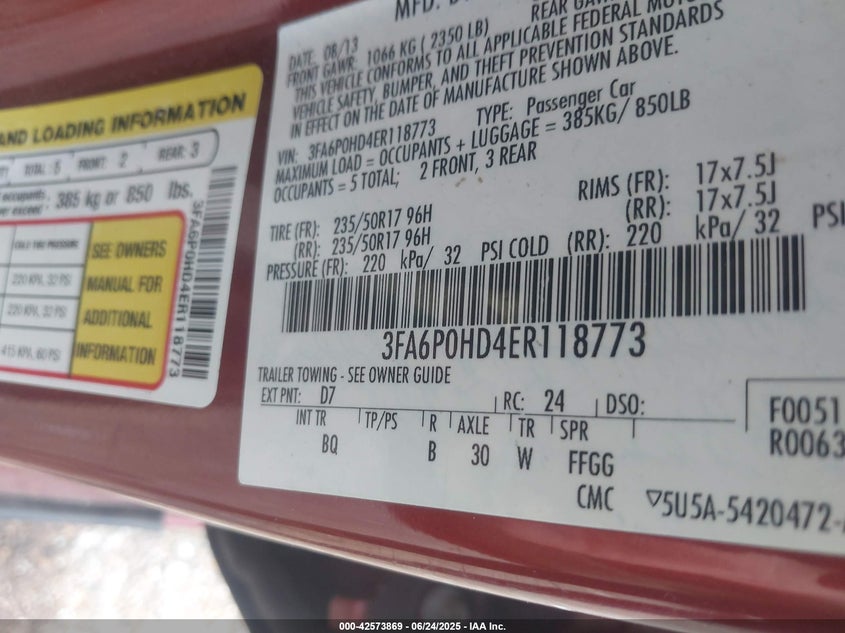 AND LOADING INFORMATION
TOTAL: 5 FRONT: 2 REAR: 3
385 kg or 850 lbs.
COLD TIRE PRESSURE
220 KPA, 32 PSI
220 KPA, 32 PSI
415 KPA, 60 PSI
SEE OWNERS
MANUAL FOR
ADDITIONAL
INFORMATION
3FA6P0HD4ER118773
MFD.
REAR
DATE: 08/13
FRONT GAWR: 1066 KG ( 2350 LB)
THIS VEHICLE CONFORMS TO ALL APPLICABLE FEDERAL
VEHICLE SAFETY, BUMPER, AND THEFT PREVENTION STANDARDS
IN EFFECT ON THE DATE OF MANUFACTURE SHOWN ABOVE.
VIN: 3FA6P0HD4ER118773 TYPE: Passenger Car
MAXIMUM LOAD = OCCUPANTS + LUGGAGE = 385KG/ 850LB
OCCUPANTS = 5 TOTAL; 2 FRONT, 3 REAR
RIMS (FR): 17x7.5J
TIRE (FR): 235/50R17 96H
(RR): 17x7.5J
(RR): 235/50R17 96H
PRESSURE (FR): 220 kPa/ 32 PSI COLD (RR): 220 kPa/ 32 PSI
3FA6P0HD4ER118773
TRAILER TOWING - SEE OWNER GUIDE
EXT PNT: D7 RC: 24 DSO:
INT TR TP/PS R AXLE TR SPR
BQ B 30 W FFGG
F0051
R0063
CMC ▽5U5A-5420472-
000-42573869 - 06/24/2025 - IAA Inc.